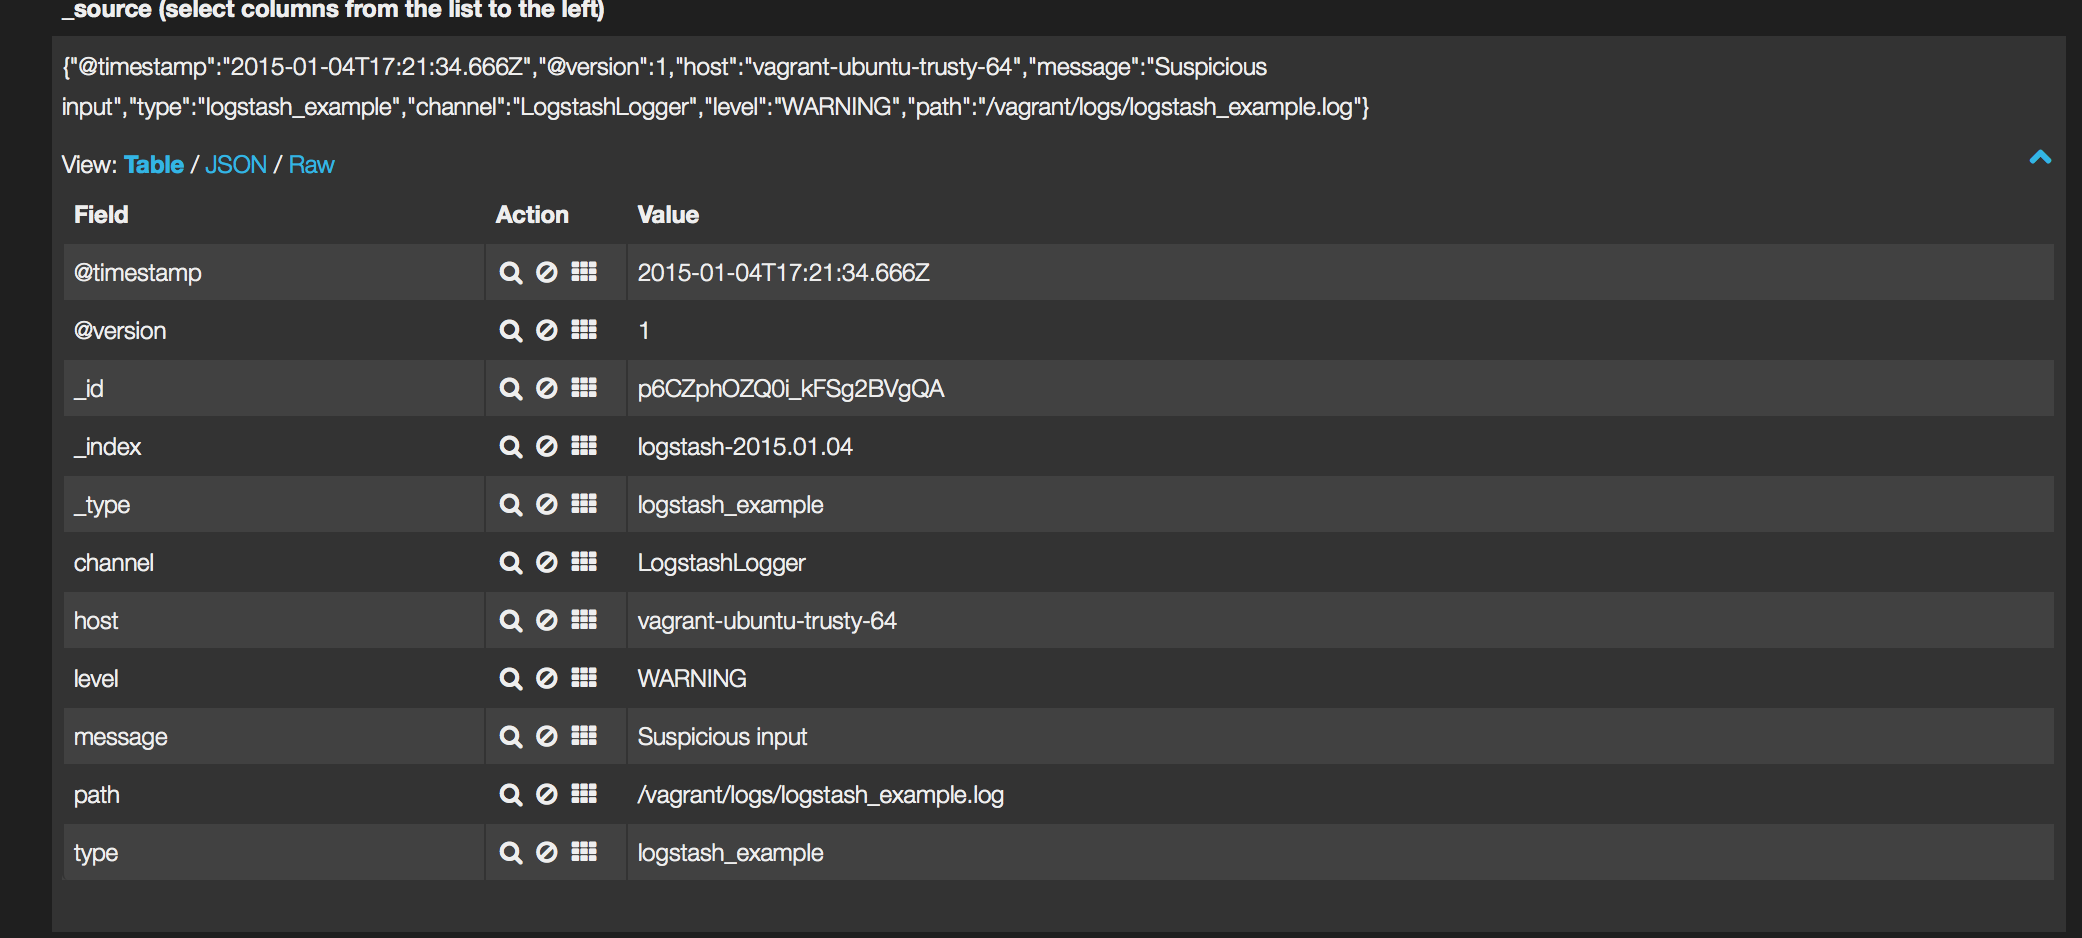 _source (select columns from the list to the left)
{"@timestamp":"2015-01-04T17:21:34.666Z","@version":1,"host":"vagrant-ubuntu-trusty-64","message":"Suspicious
input","type":"logstash_example","channel":"LogstashLogger","level":"WARNING","path":"/vagrant/logs/logstash_example.log"}
View: Table / JSON / Raw
Field Action Value
@timestamp 2015-01-04T17:21:34.666Z
@version 1
_id p6CZphOZQ0i_kFSg2BVgQA
_index logstash-2015.01.04
_type logstash_example
channel LogstashLogger
host vagrant-ubuntu-trusty-64
level WARNING
message Suspicious input
path /vagrant/logs/logstash_example.log
type logstash_example